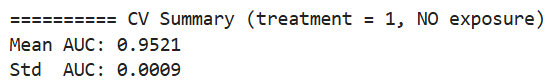 ========== CV Summary (treatment = 1, NO exposure)
Mean AUC: 0.9521
Std  AUC: 0.0009